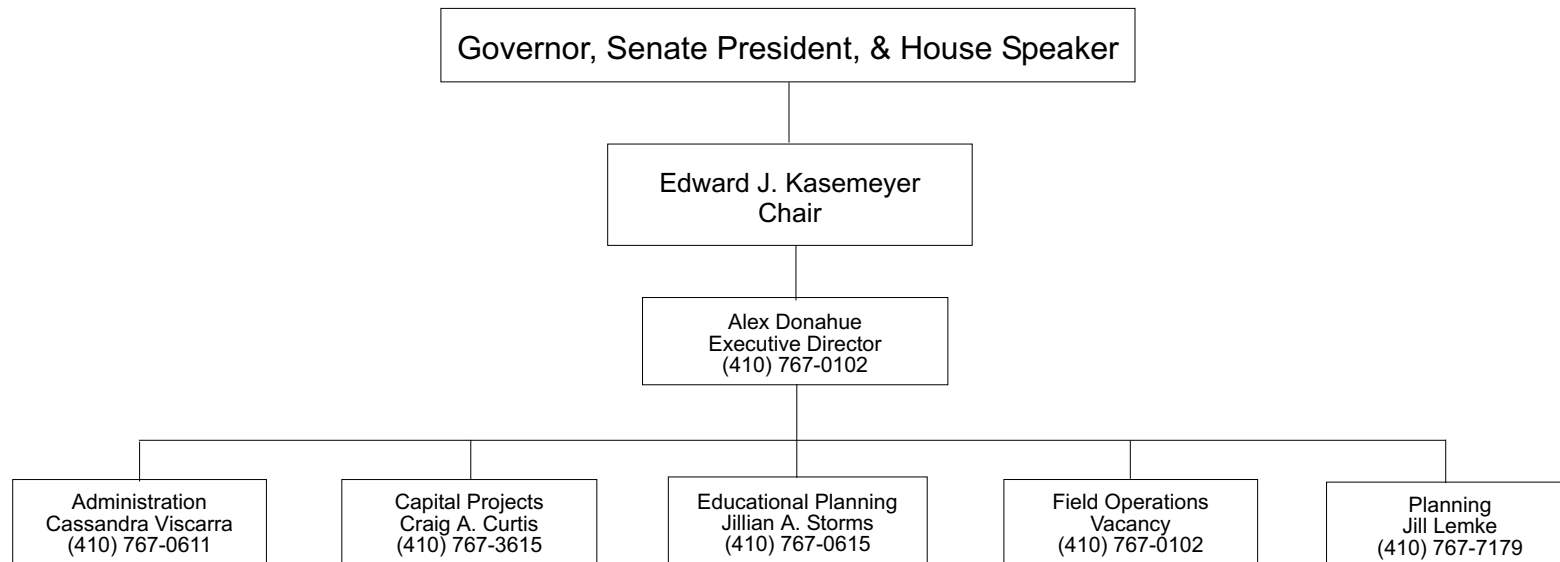 Governor, Senate President, & House Speaker
Edward J. Kasemeyer
Chair
Alex Donahue
Executive Director
(410) 767-0102
Administration
Cassandra Viscarra
(410) 767-0611
Capital Projects
Craig A. Curtis
(410) 767-3615
Educational Planning
Jillian A. Storms
(410) 767-0615
Field Operations
Vacancy
(410) 767-0102
Planning
Jill Lemke
(410) 767-7179